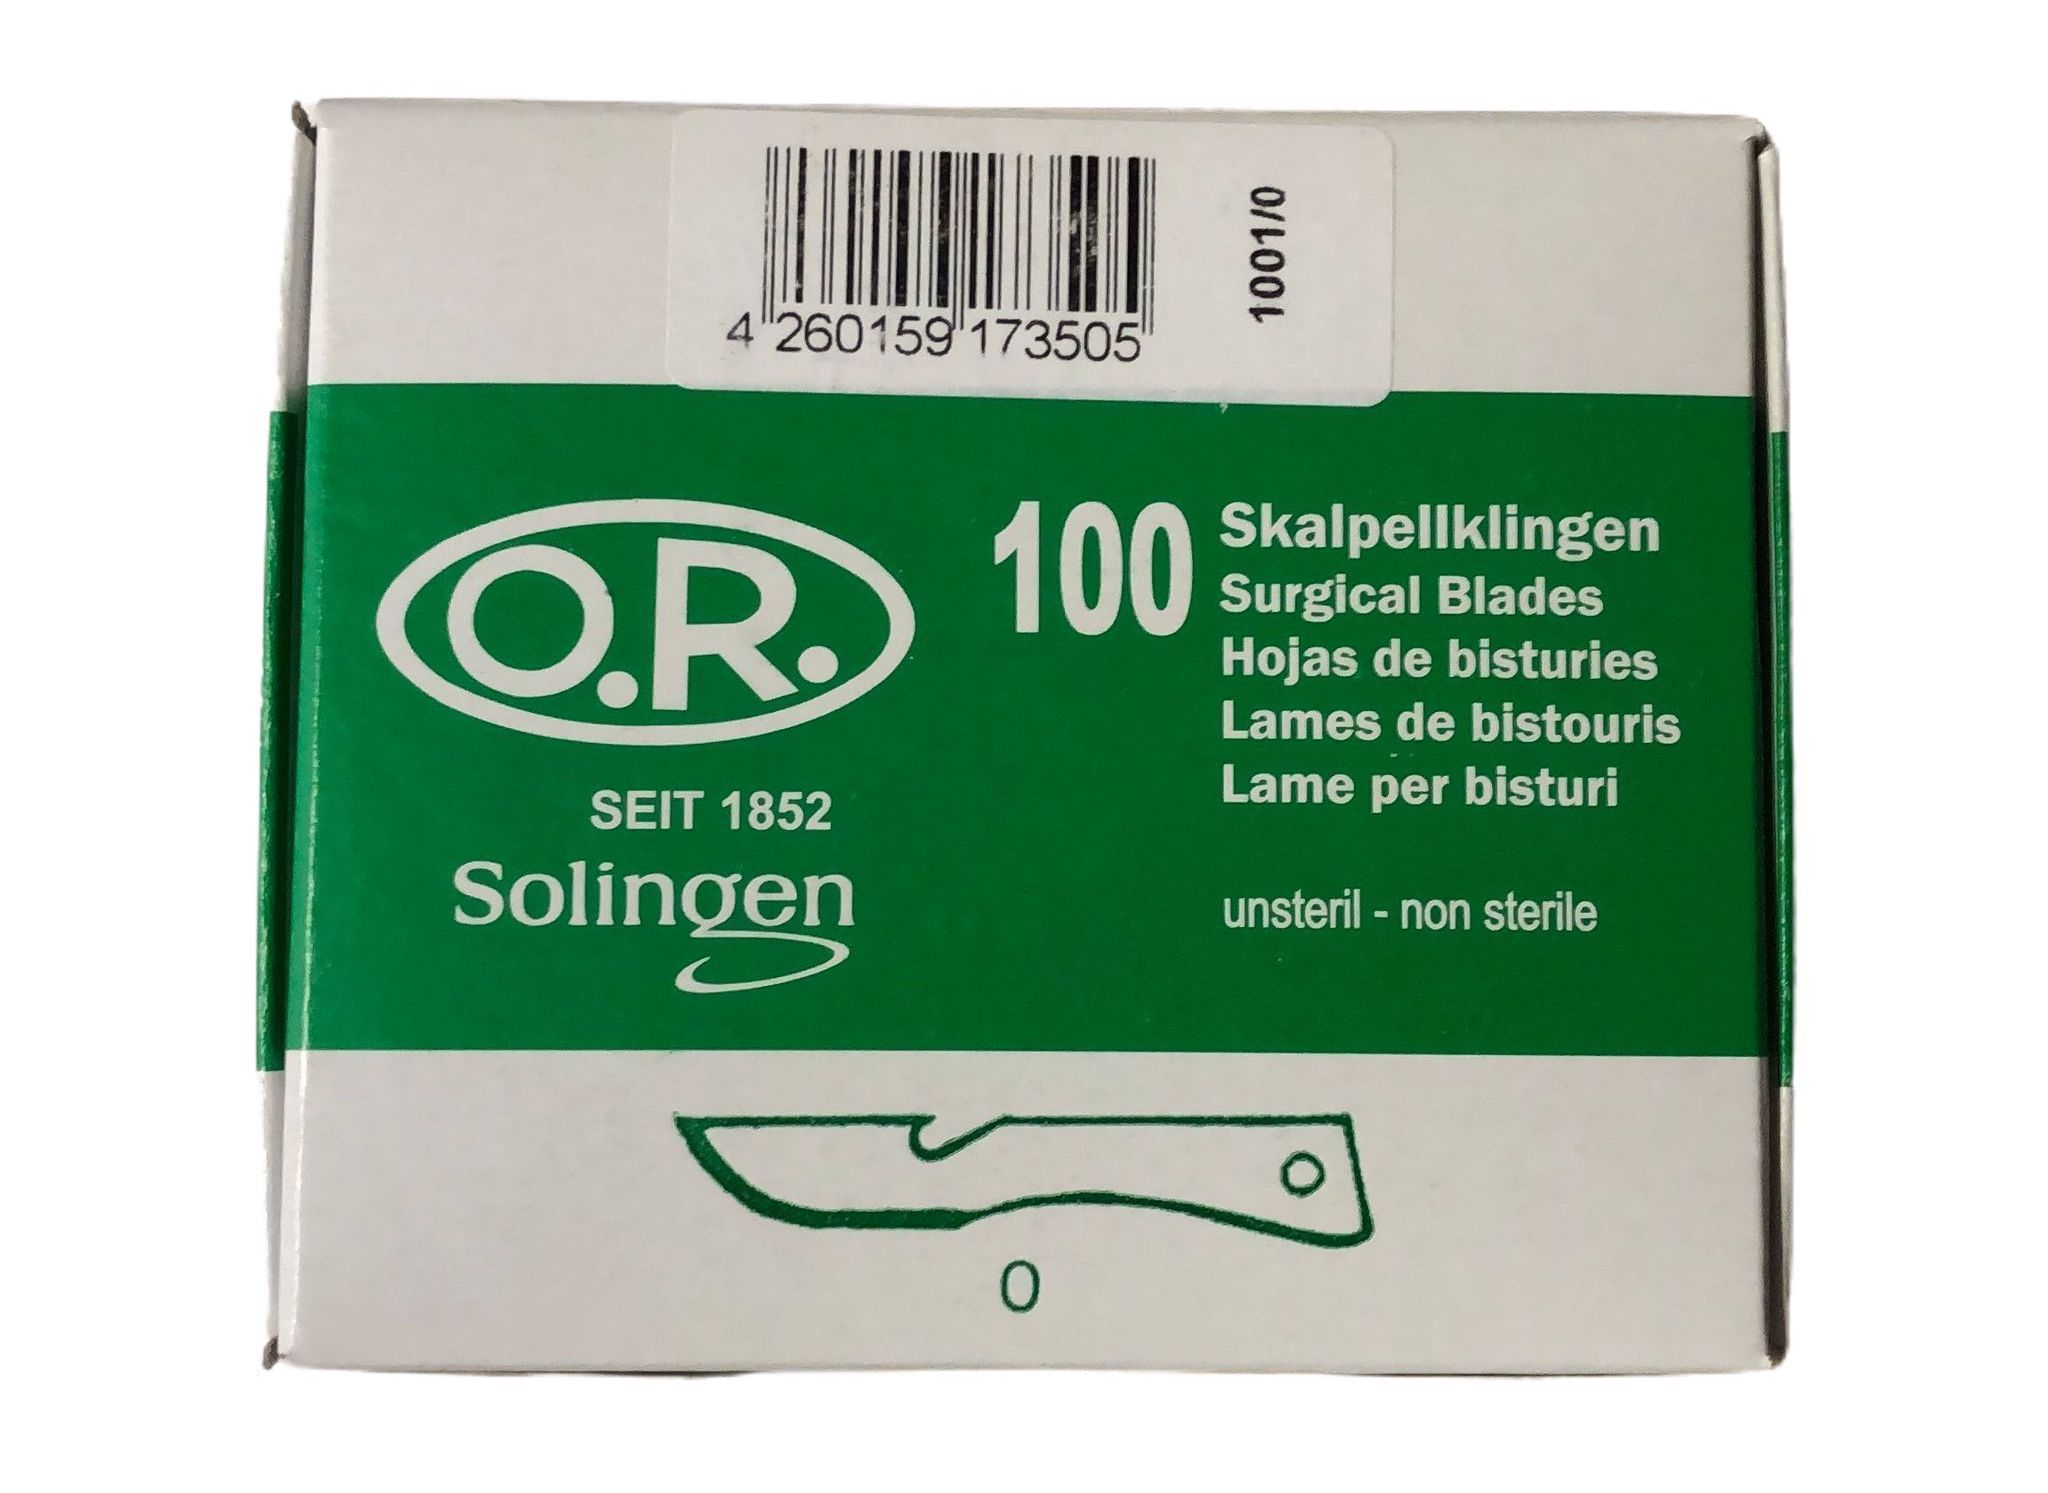 4 260159 173505
1001/0
O.R.
SEIT 1852
Solingen
100
Skalpellklingen
Surgical Blades
Hojas de bisturies
Lames de bistouris
Lame per bisturi
unsteril - non sterile
0